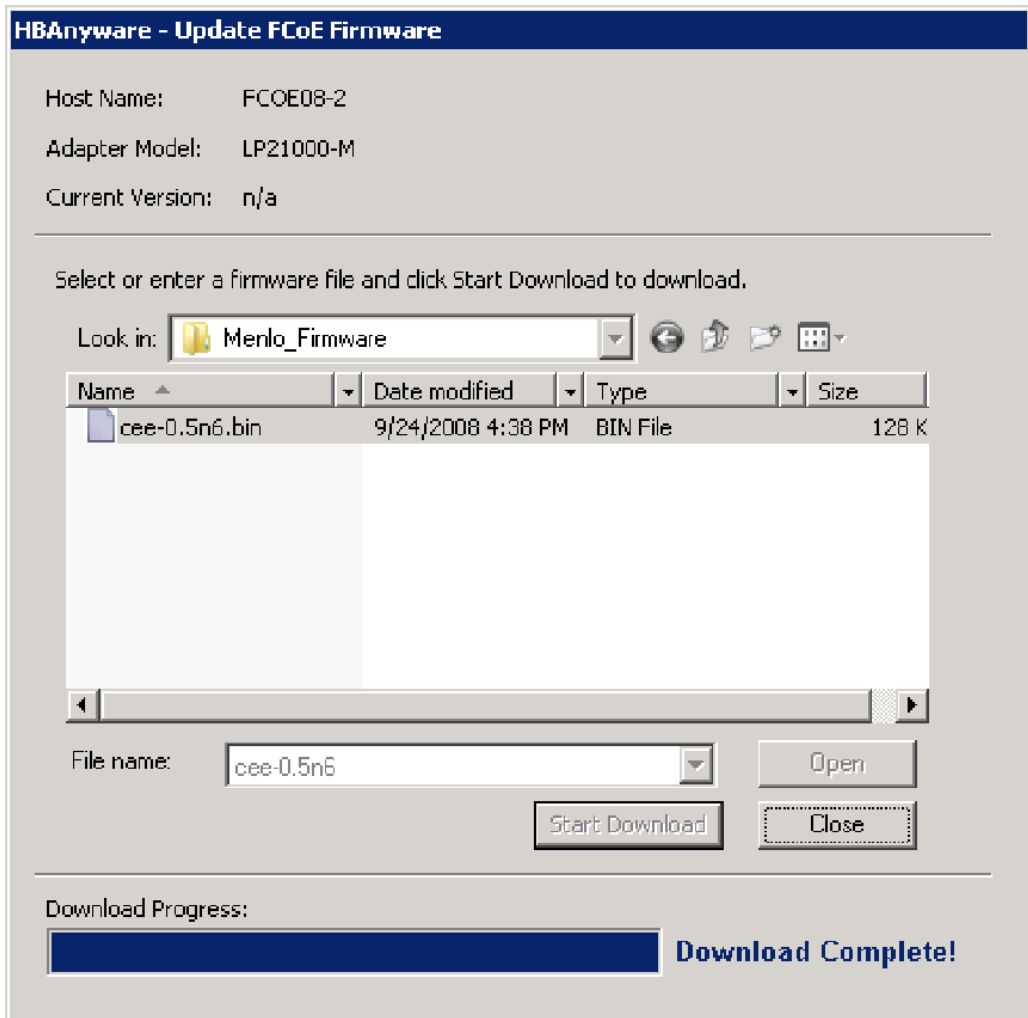 HBAnyware - Update FCoE Firmware
Host Name: FCOE08-2
Adapter Model: LP21000-M
Current Version: n/a
Select or enter a firmware file and click Start Download to download.
Look in: Menlo_Firmware
Name Date modified Type Size
cee-0.5n6.bin 9/24/2008 4:38 PM BIN File 128 K
File name: cee-0.5n6 Open
Start Download Close
Download Progress:
Download Complete!